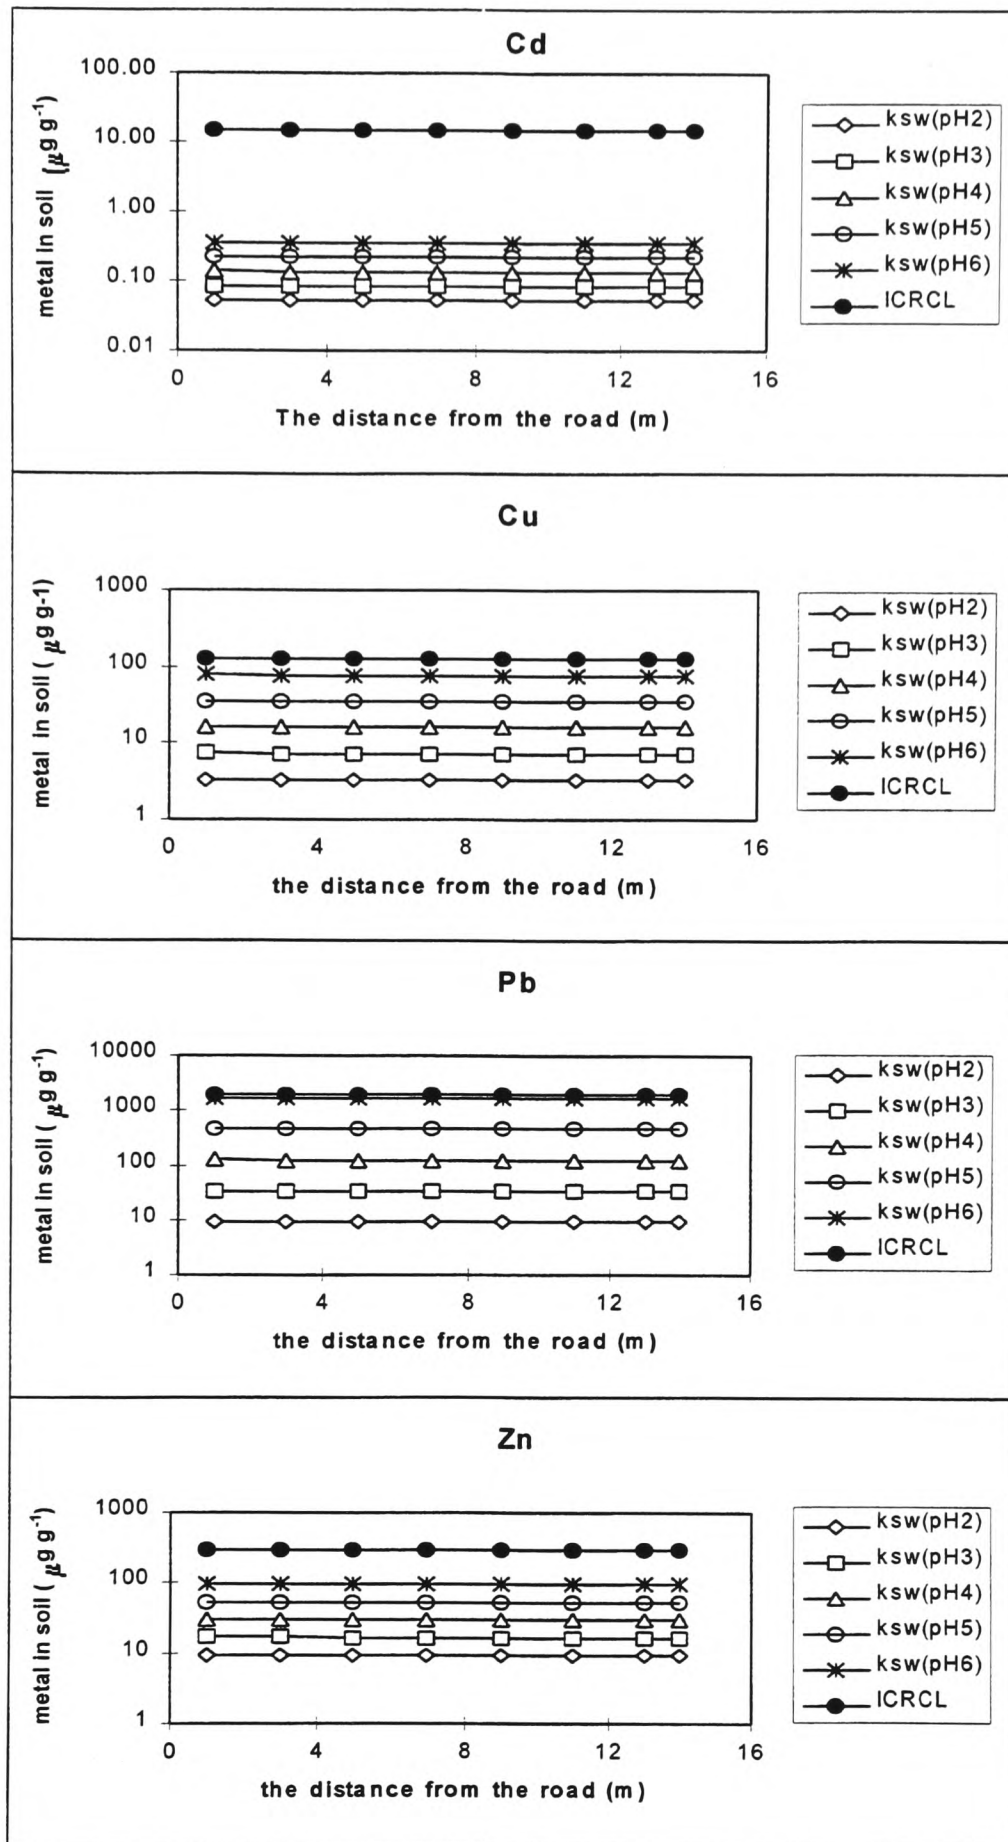 Cd
100.00
10.00
1.00
0.10
0.01
metal in soil (μg g-1)
0 4 8 12 16
The distance from the road (m)
ksw(pH2)
ksw(pH3)
ksw(pH4)
ksw(pH5)
ksw(pH6)
ICRCL
Cu
1000
100
10
1
metal in soil (μg g-1)
0 4 8 12 16
the distance from the road (m)
ksw(pH2)
ksw(pH3)
ksw(pH4)
ksw(pH5)
ksw(pH6)
ICRCL
Pb
10000
1000
100
10
1
metal in soil (μg g-1)
0 4 8 12 16
the distance from the road (m)
ksw(pH2)
ksw(pH3)
ksw(pH4)
ksw(pH5)
ksw(pH6)
ICRCL
Zn
1000
100
10
1
metal in soil (μg g-1)
0 4 8 12 16
the distance from the road (m)
ksw(pH2)
ksw(pH3)
ksw(pH4)
ksw(pH5)
ksw(pH6)
ICRCL